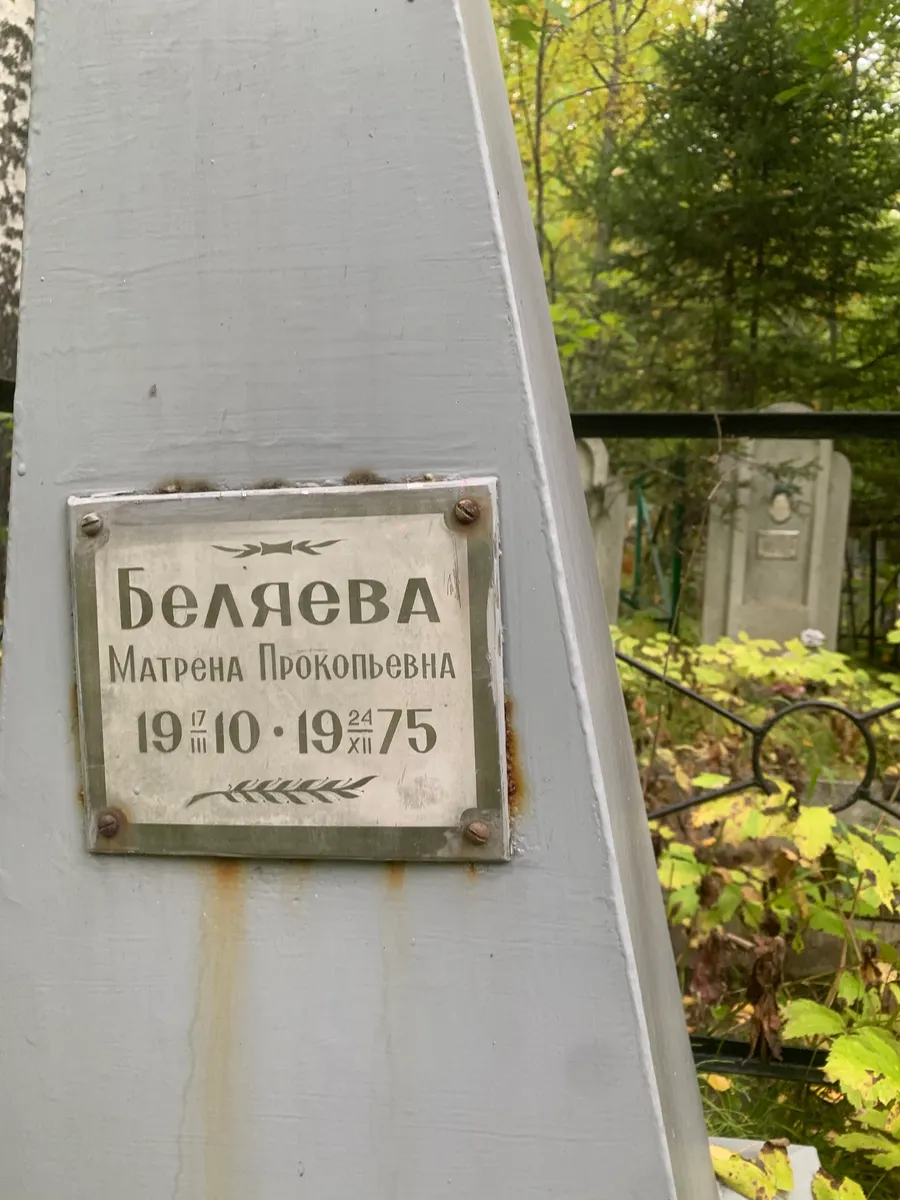 Беляева
Матрена Прокопьевна
19 17/III 10 · 19 24/XII 75